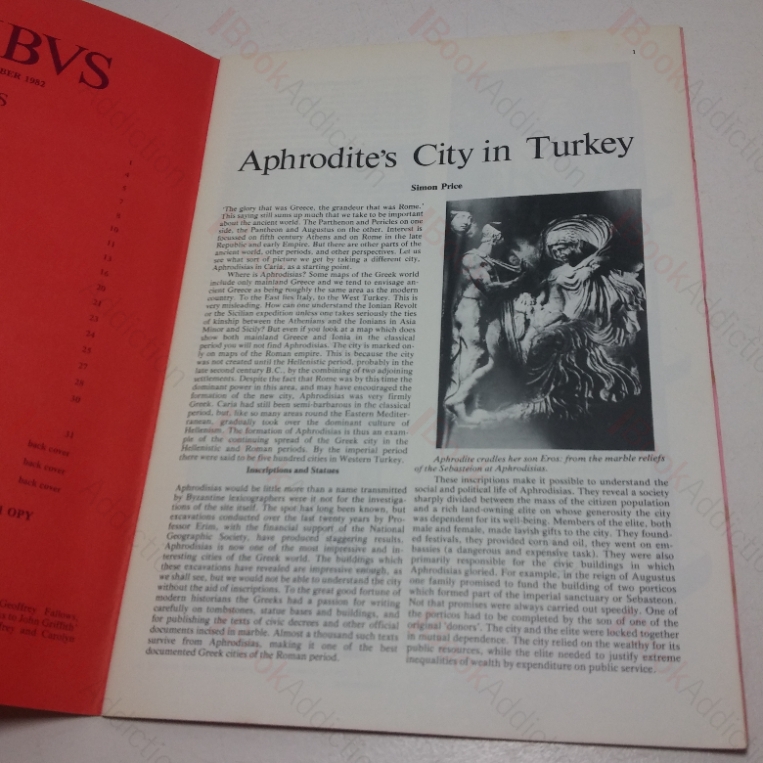 BVS
BER 1982
S
1
4
5
7
8
10
11
13
16
20
24
23
24
25
27
28
30
31
back cover
back cover
back cover
OPY
Geoffrey Fallows,
s to John Griffith
frey and Carolyn
1
Aphrodite's City in Turkey
Simon Price
'The glory that was Greece, the grandeur that was Rome.'
This saying still sums up much that we take to be important
about the ancient world. The Parthenon and Pericles on one
side, the Pantheon and Augustus on the other. Interest is
focussed on fifth century Athens and on Rome in the late
Republic and early Empire. But there are other parts of the
ancient world, other periods, and other perspectives. Let us
see what sort of picture we get by taking a different city,
Aphrodisias in Caria, as a starting point.
Where is Aphrodisias? Some maps of the Greek world
include only mainland Greece and we tend to envisage an-
cient Greece as being roughly the same area as the modern
country. To the East lies Italy, to the West Turkey. This is
very misleading. How can one understand the Ionian Revolt
or the Sicilian expedition unless one takes seriously the ties
of kinship between the Athenians and the Ionians in Asia
Minor and Sicily? But even if you look at a map which does
show both mainland Greece and Ionia in the classical
period you will not find Aphrodisias. The city is marked on-
ly on maps of the Roman empire. This is because the city
was not created until the Hellenistic period, probably in the
late second century B.C., by the combining of two adjoining
settlements. Despite the fact that Rome was by this time the
dominant power in this area, and may have encouraged the
formation of the new city, Aphrodisias was very firmly
Greek. Caria had still been semi-barbarous in the classical
period, but, like so many areas round the Eastern Mediter-
ranean, gradually took over the dominant culture of
Hellenism. The formation of Aphrodisias is thus an exam-
ple of the continuing spread of the Greek city in the
Hellenistic and Roman periods. By the imperial period
there were said to be five hundred cities in Western Turkey.
Inscriptions and Statues
Aphrodisias would be little more than a name transmitted
by Byzantine lexicographers were it not for the investiga-
tions of the site itself. The spot has long been known, but
excavations conducted over the last twenty years by Pro-
fessor Erim, with the financial support of the National
Geographic Society, have produced staggering results.
Aphrodisias is now one of the most impressive and in-
teresting cities of the Greek world. The buildings which
these excavations have revealed are impressive enough, as
we shall see, but we would not be able to understand the city
without the aid of inscriptions. To the great good fortune of
modern historians the Greeks had a passion for writing
carefully on tombstones, statue bases and buildings, and
for publishing the texts of civic decrees and other official
documents incised in marble. Almost a thousand such texts
survive from Aphrodisias, making it one of the best
documented Greek cities of the Roman period.
Aphrodite cradles her son Eros: from the marble reliefs
of the Sebasteion at Aphrodisias.
These inscriptions make it possible to understand the
social and political life of Aphrodisias. They reveal a society
sharply divided between the mass of the citizen population
and a rich land-owning elite on whose generosity the city
was dependent for its well-being. Members of the elite, both
male and female, made lavish gifts to the city. They found-
ed festivals, they provided corn and oil, they went on em-
bassies (a dangerous and expensive task). They were also
primarily responsible for the civic buildings in which
Aphrodisias gloried. For example, in the reign of Augustus
one family promised to fund the building of two porticos
which formed part of the imperial sanctuary or Sebasteion.
Not that promises were always carried out speedily. One of
the porticos had to be completed by the son of one of the
original 'donors'. The city and the elite were locked together
in mutual dependence. The city relied on the wealthy for its
public resources, while the elite needed to justify extreme
inequalities of wealth by expenditure on public service.
BookAddiction